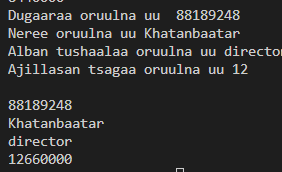 Dugaaraa oruulna uu  88189248
Neree oruulna uu Khatanbaatar
Alban tushaalaa oruulna uu director
Ajillasan tsagaa oruulna uu 12
88189248
Khatanbaatar
director
12660000